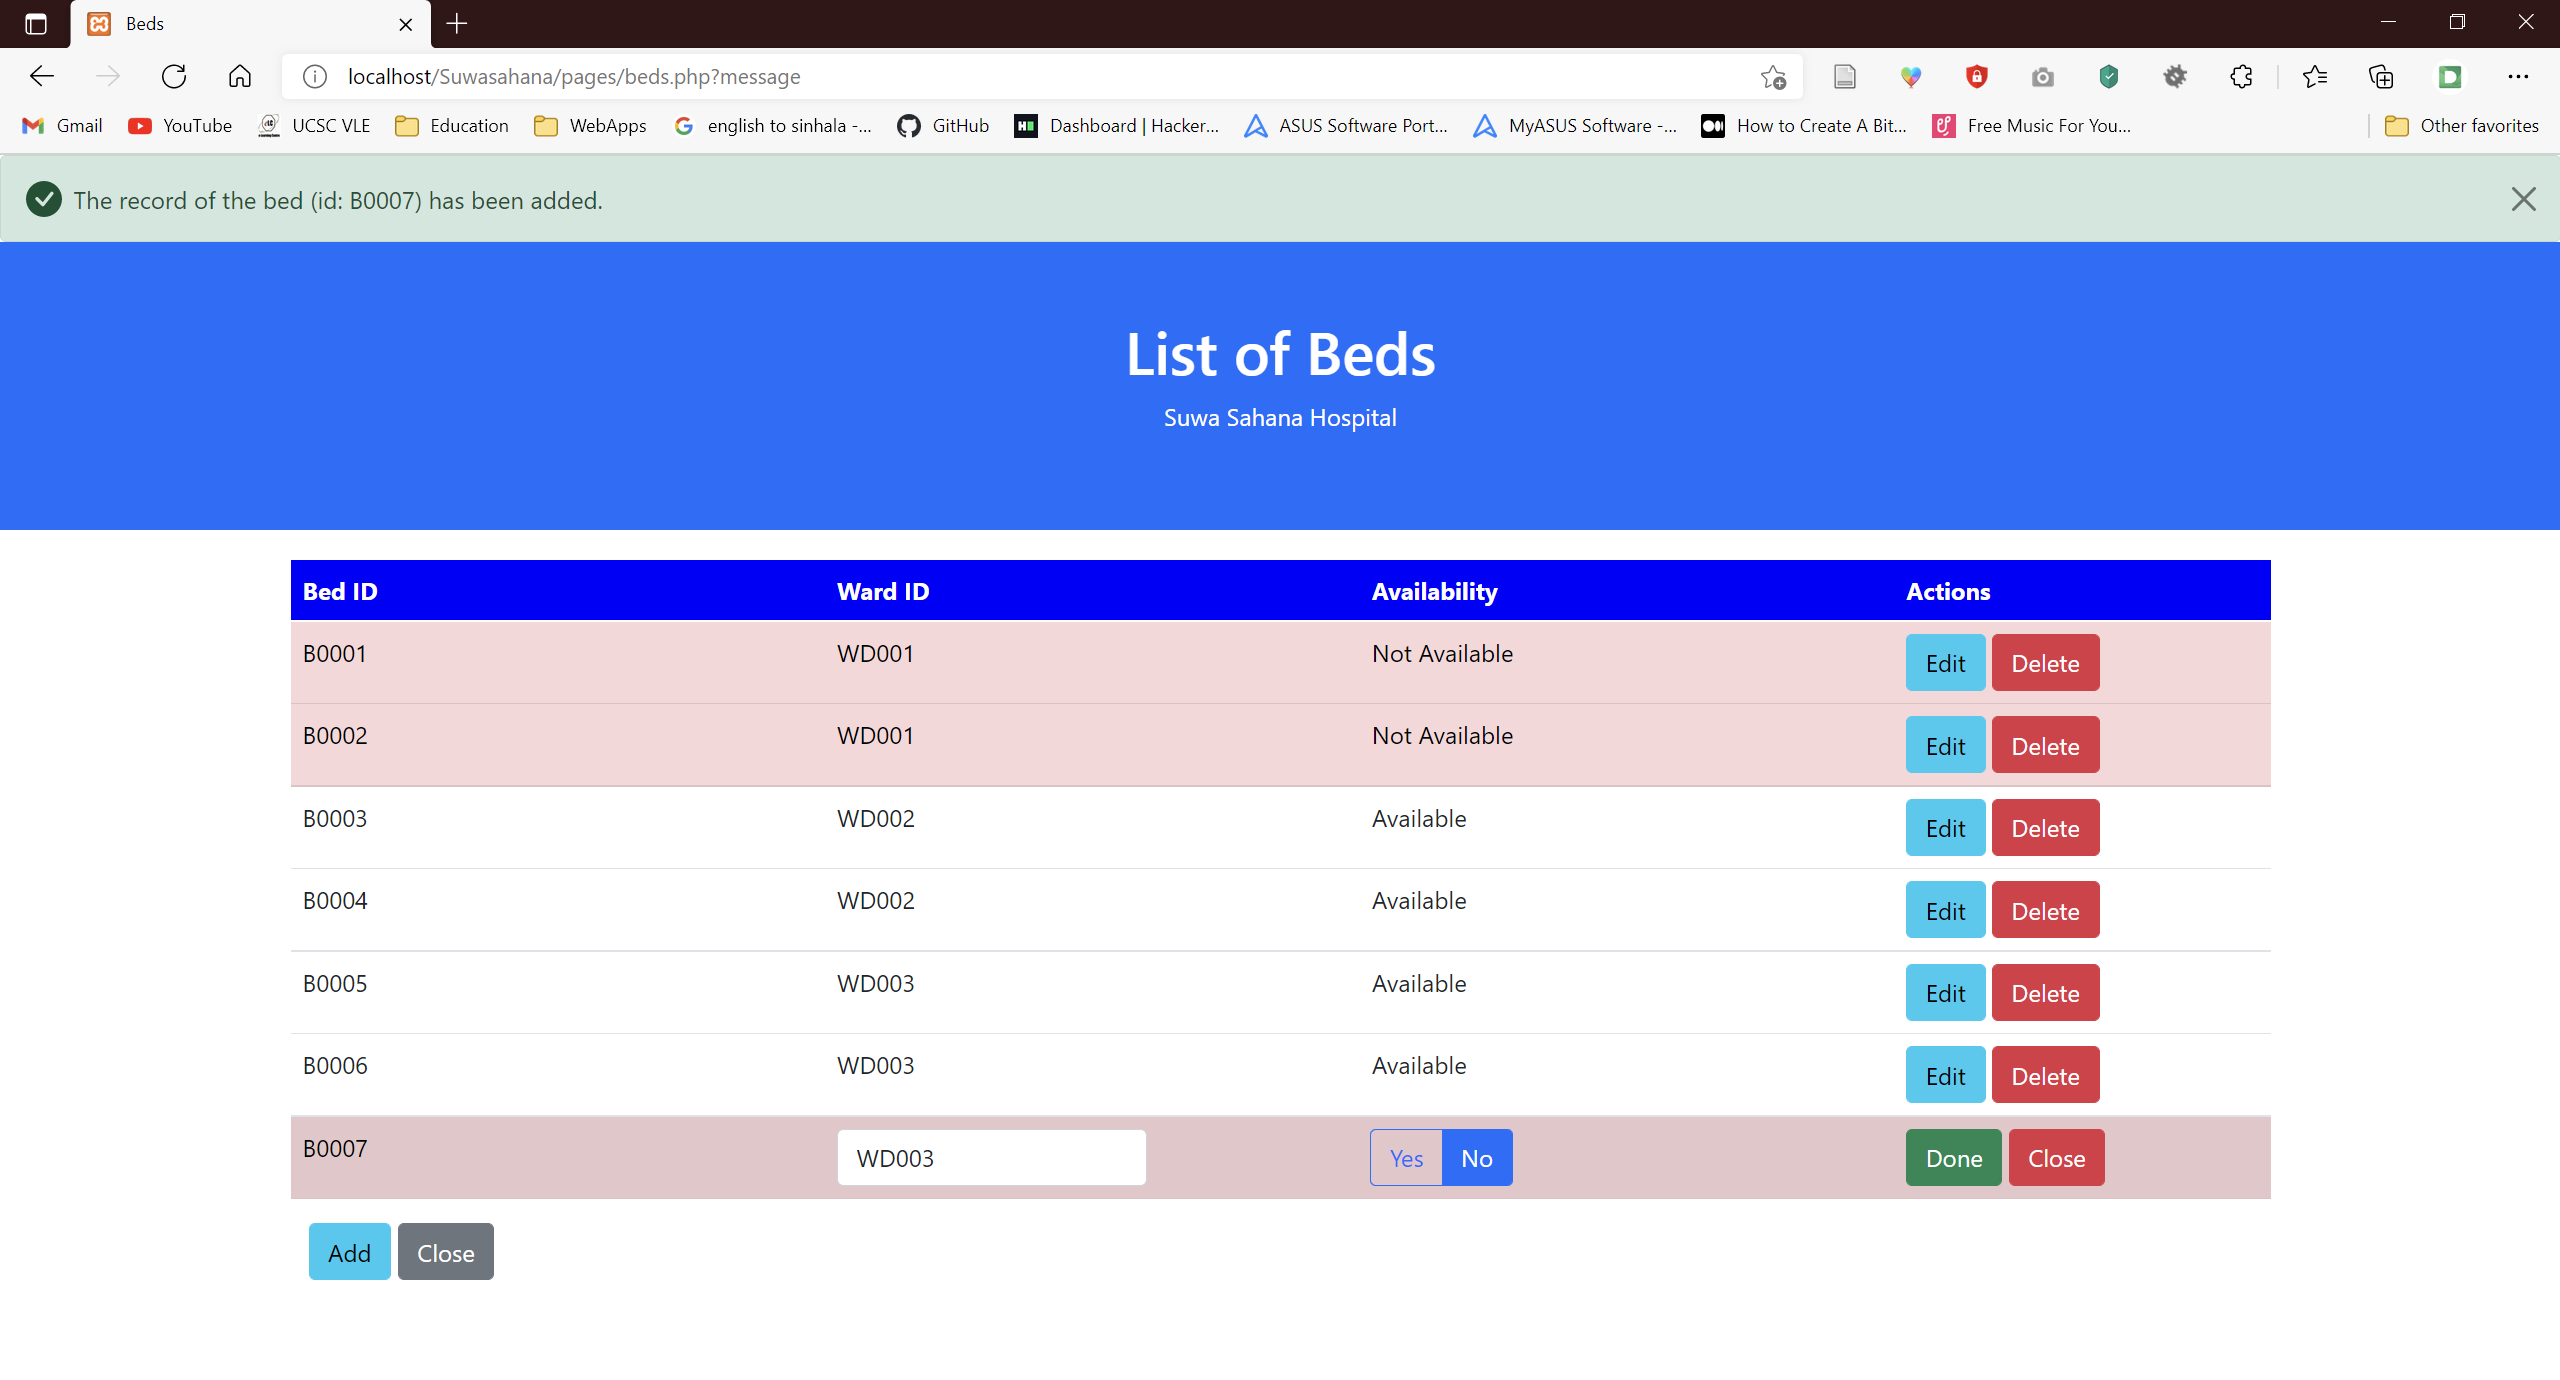 Beds
localhost/Suwasahana/pages/beds.php?message
Gmail YouTube UCSC VLE Education WebApps english to sinhala -... GitHub Dashboard | Hacker... ASUS Software Port... MyASUS Software -... How to Create A Bit... Free Music For You... Other favorites
The record of the bed (id: B0007) has been added.
List of Beds
Suwa Sahana Hospital
Bed ID Ward ID Availability Actions
B0001 WD001 Not Available Edit Delete
B0002 WD001 Not Available Edit Delete
B0003 WD002 Available Edit Delete
B0004 WD002 Available Edit Delete
B0005 WD003 Available Edit Delete
B0006 WD003 Available Edit Delete
B0007 WD003 Yes No Done Close
Add Close